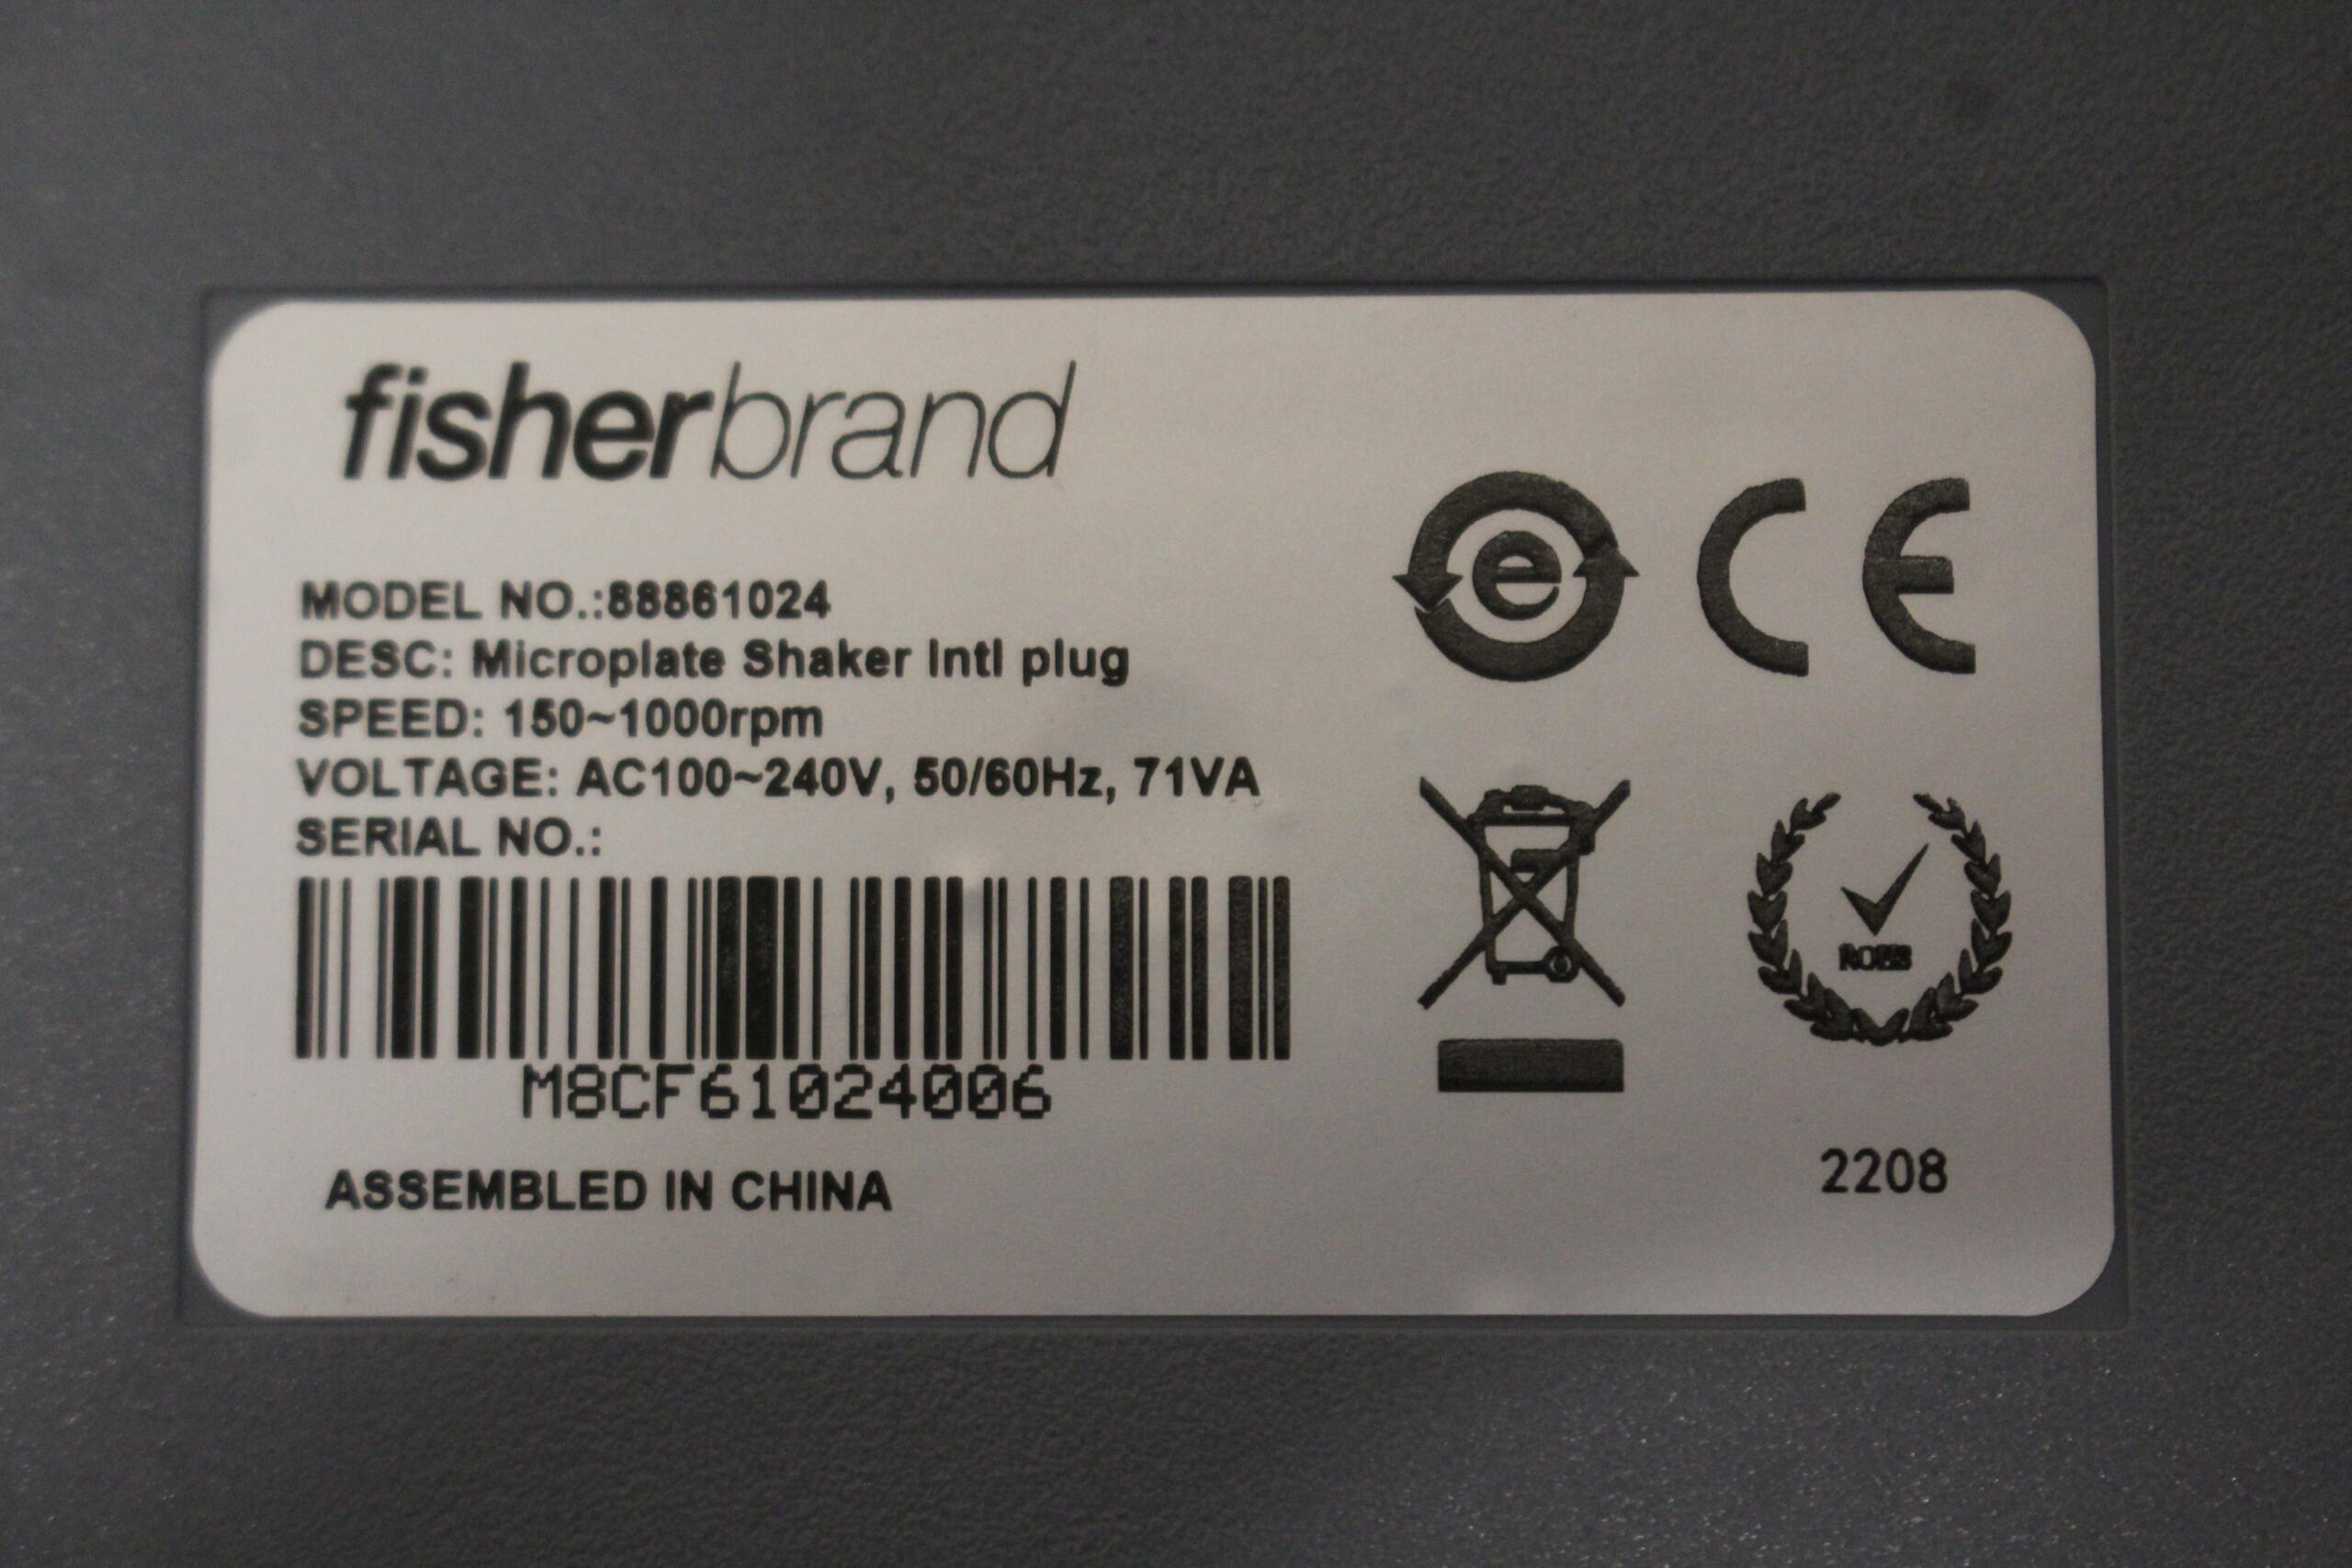 fisherbrand
MODEL NO.:88861024
DESC: Microplate Shaker Intl plug
SPEED: 150~1000rpm
VOLTAGE: AC100~240V, 50/60Hz, 71VA
SERIAL NO.:
M8CF61024006
ASSEMBLED IN CHINA
e CE
2208